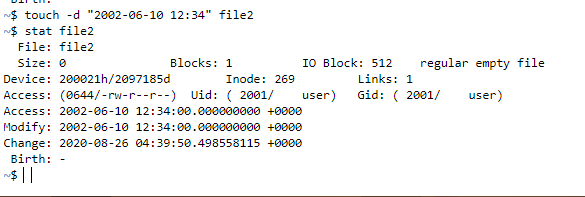 Birth: -
~$ touch -d "2002-06-10 12:34" file2
~$ stat file2
File: file2
Size: 0 Blocks: 1 IO Block: 512 regular empty file
Device: 200021h/2097185d Inode: 269 Links: 1
Access: (0644/-rw-r--r--) Uid: ( 2001/ user) Gid: ( 2001/ user)
Access: 2002-06-10 12:34:00.000000000 +0000
Modify: 2002-06-10 12:34:00.000000000 +0000
Change: 2020-08-26 04:39:50.498558115 +0000
Birth: -
~$